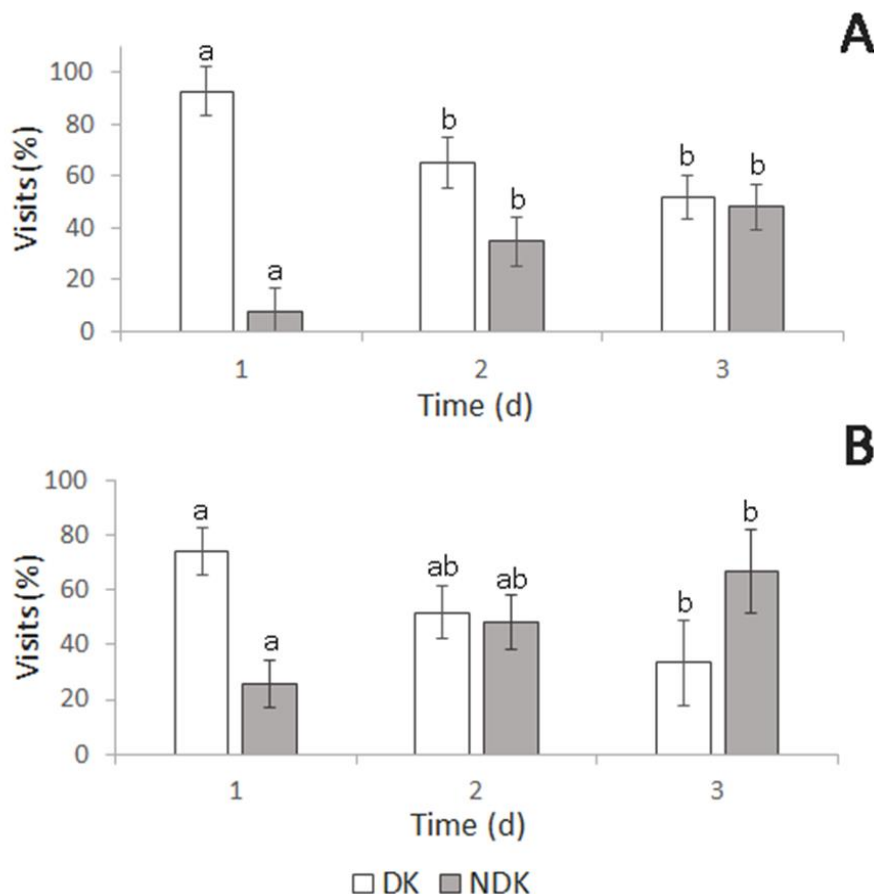 A
a
100
80
60
40
20
0
Visits (%)
a
b
b
b
b
1 2 3
Time (d)
B
100
80
60
40
20
0
Visits (%)
a
a
ab ab
b
b
1 2 3
Time (d)
DK NDK